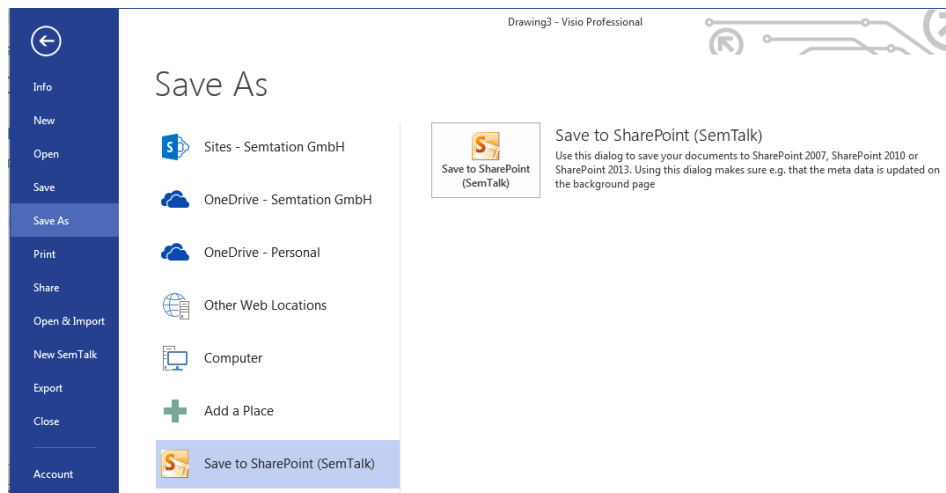 Drawing3 - Visio Professional
Info
New
Open
Save
Save As
Print
Share
Open & Import
New SemTalk
Export
Close
Account
Save As
Sites - Semtation GmbH
OneDrive - Semtation GmbH
OneDrive - Personal
Other Web Locations
Computer
Add a Place
Save to SharePoint (SemTalk)
Save to SharePoint
(SemTalk)
Save to SharePoint (SemTalk)
Use this dialog to save your documents to SharePoint 2007, SharePoint 2010 or
SharePoint 2013. Using this dialog makes sure e.g. that the meta data is updated on
the background page